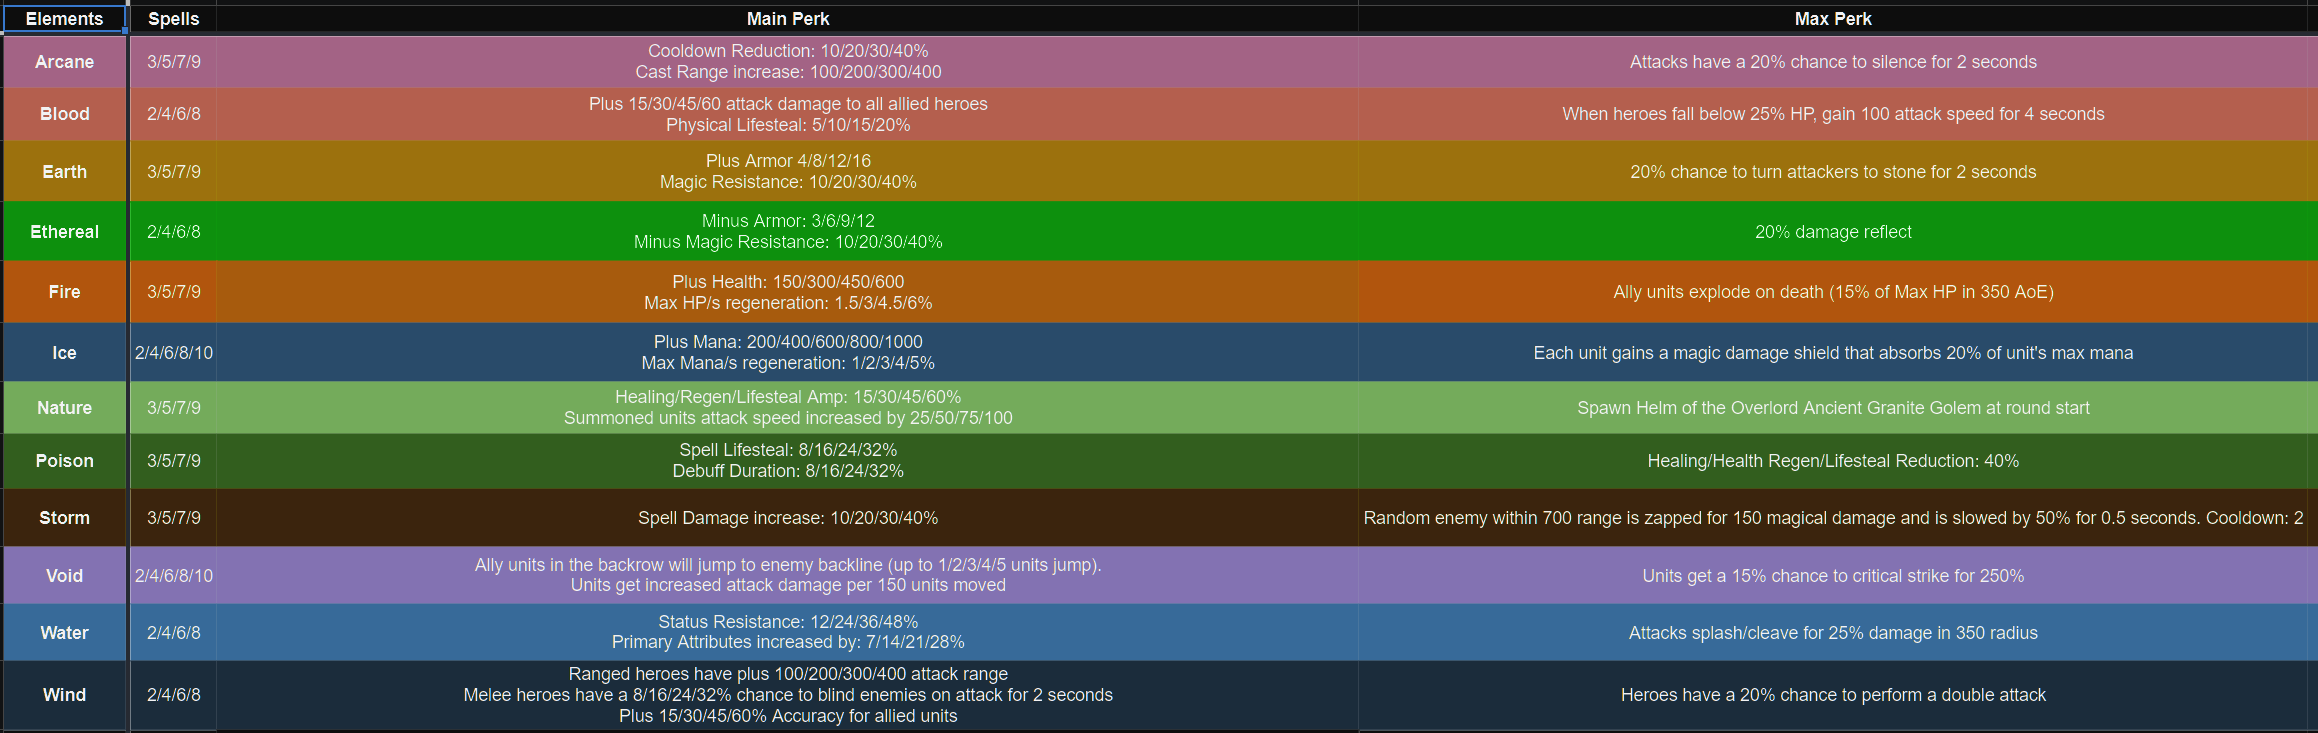 Elements Spells Main Perk Max Perk
Arcane 3/5/7/9 Cooldown Reduction: 10/20/30/40%
Cast Range increase: 100/200/300/400 Attacks have a 20% chance to silence for 2 seconds
Blood 2/4/6/8 Plus 15/30/45/60 attack damage to all allied heroes
Physical Lifesteal: 5/10/15/20% When heroes fall below 25% HP, gain 100 attack speed for 4 seconds
Earth 3/5/7/9 Plus Armor 4/8/12/16
Magic Resistance: 10/20/30/40% 20% chance to turn attackers to stone for 2 seconds
Ethereal 2/4/6/8 Minus Armor: 3/6/9/12
Minus Magic Resistance: 10/20/30/40% 20% damage reflect
Fire 3/5/7/9 Plus Health: 150/300/450/600
Max HP/s regeneration: 1.5/3/4.5/6% Ally units explode on death (15% of Max HP in 350 AoE)
Ice 2/4/6/8/10 Plus Mana: 200/400/600/800/1000
Max Mana/s regeneration: 1/2/3/4/5% Each unit gains a magic damage shield that absorbs 20% of unit's max mana
Nature 3/5/7/9 Healing/Regen/Lifesteal Amp: 15/30/45/60%
Summoned units attack speed increased by 25/50/75/100 Spawn Helm of the Overlord Ancient Granite Golem at round start
Poison 3/5/7/9 Spell Lifesteal: 8/16/24/32%
Debuff Duration: 8/16/24/32% Healing/Health Regen/Lifesteal Reduction: 40%
Storm 3/5/7/9 Spell Damage increase: 10/20/30/40% Random enemy within 700 range is zapped for 150 magical damage and is slowed by 50% for 0.5 seconds. Cooldown: 2
Void 2/4/6/8/10 Ally units in the backrow will jump to enemy backline (up to 1/2/3/4/5 units jump).
Units get increased attack damage per 150 units moved Units get a 15% chance to critical strike for 250%
Water 2/4/6/8 Status Resistance: 12/24/36/48%
Primary Attributes increased by: 7/14/21/28% Attacks splash/cleave for 25% damage in 350 radius
Wind 2/4/6/8 Ranged heroes have plus 100/200/300/400 attack range
Melee heroes have a 8/16/24/32% chance to blind enemies on attack for 2 seconds
Plus 15/30/45/60% Accuracy for allied units Heroes have a 20% chance to perform a double attack